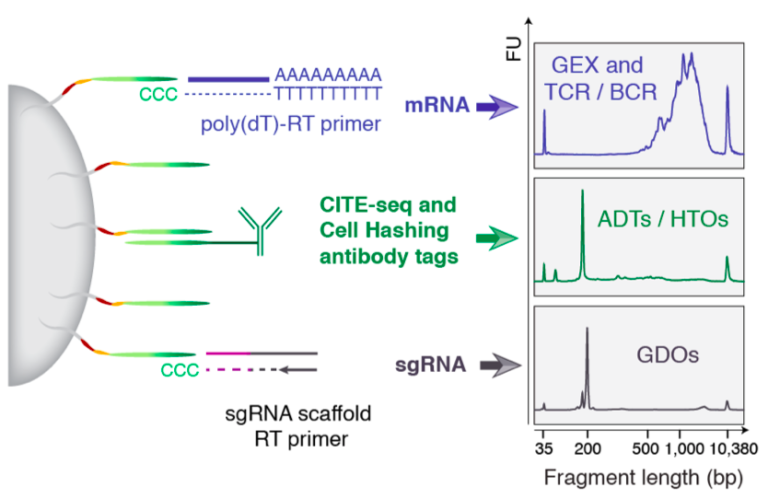 AAAAAAAAA
CCC
TTTTTTTTTT
poly(dT)-RT primer
mRNA
CITE-seq and
Cell Hashing
antibody tags
CCC
sgRNA
sgRNA scaffold
RT primer
FU
GEX and
TCR / BCR
ADTs / HTOs
GDOs
35 200 500 1,000 10,380
Fragment length (bp)